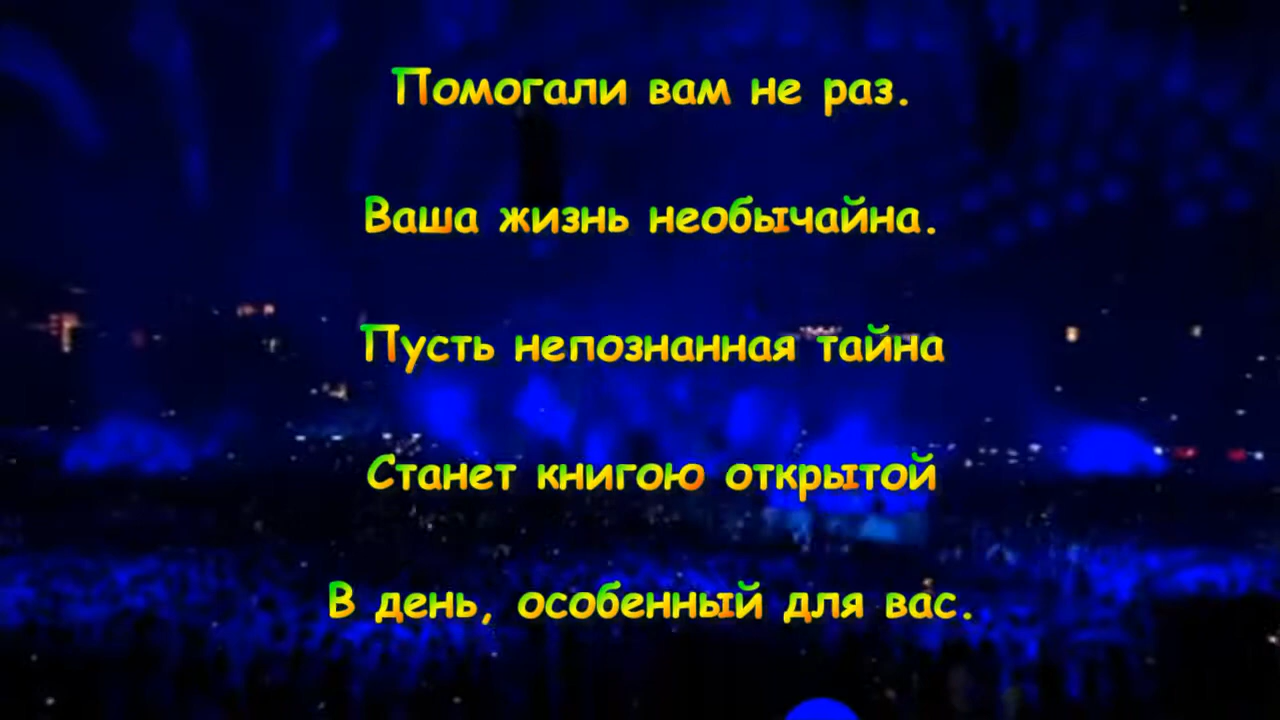 Помогали вам не раз.
Ваша жизнь необычайна.
Пусть непознанная тайна
Станет книгою открытой
В день, особенный для вас.